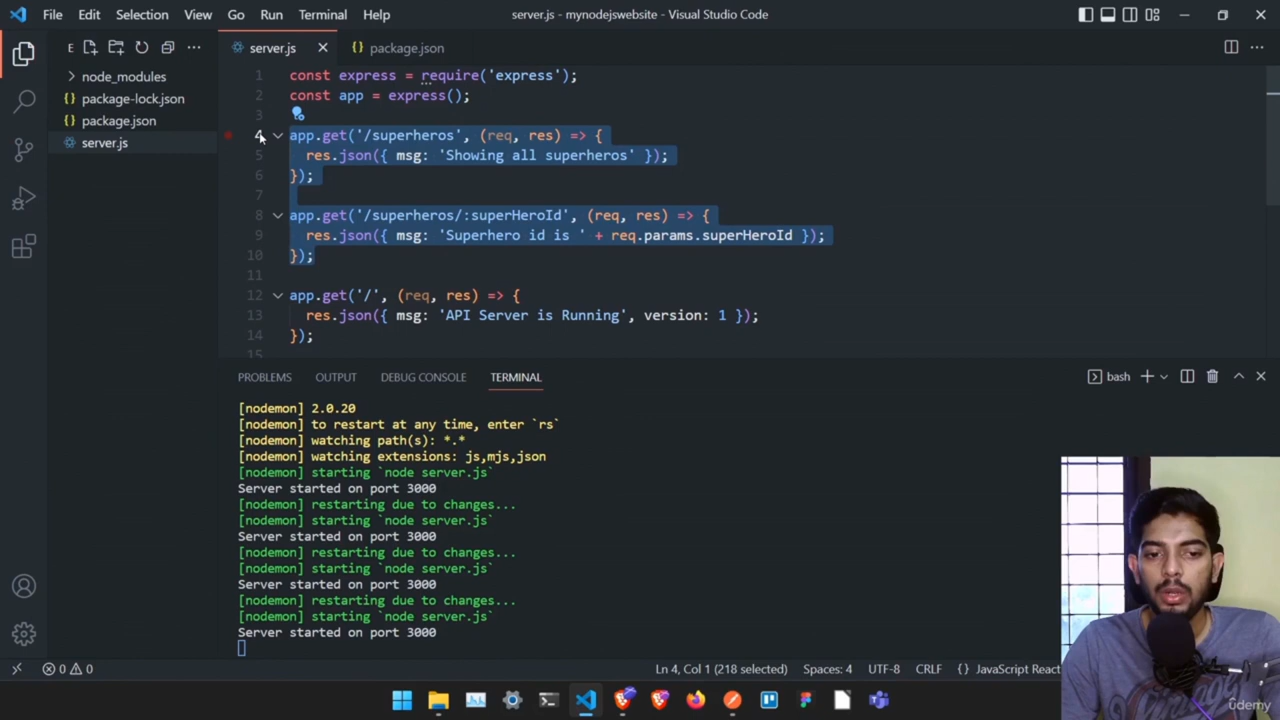 File Edit Selection View Go Run Terminal Help server.js - mynodejswebsite - Visual Studio Code
E server.js package.json
node_modules
package-lock.json
package.json
server.js
1 const express = require('express');
2 const app = express();
3
4 app.get('/superheros', (req, res) => {
5 res.json({ msg: 'Showing all superheros' });
6 });
7
8 app.get('/superheros/:superHeroId', (req, res) => {
9 res.json({ msg: 'Superhero id is ' + req.params.superHeroId });
10 });
11
12 app.get('/', (req, res) => {
13 res.json({ msg: 'API Server is Running', version: 1 });
14 });
15
PROBLEMS OUTPUT DEBUG CONSOLE TERMINAL bash
[nodemon] 2.0.20
[nodemon] to restart at any time, enter `rs`
[nodemon] watching path(s): *.*
[nodemon] watching extensions: js,mjs,json
[nodemon] starting `node server.js`
Server started on port 3000
[nodemon] restarting due to changes...
[nodemon] starting `node server.js`
Server started on port 3000
[nodemon] restarting due to changes...
[nodemon] starting `node server.js`
Server started on port 3000
[nodemon] restarting due to changes...
[nodemon] starting `node server.js`
Server started on port 3000
0 0 Ln 4, Col 1 (218 selected) Spaces: 4 UTF-8 CRLF {} JavaScript React
udemy